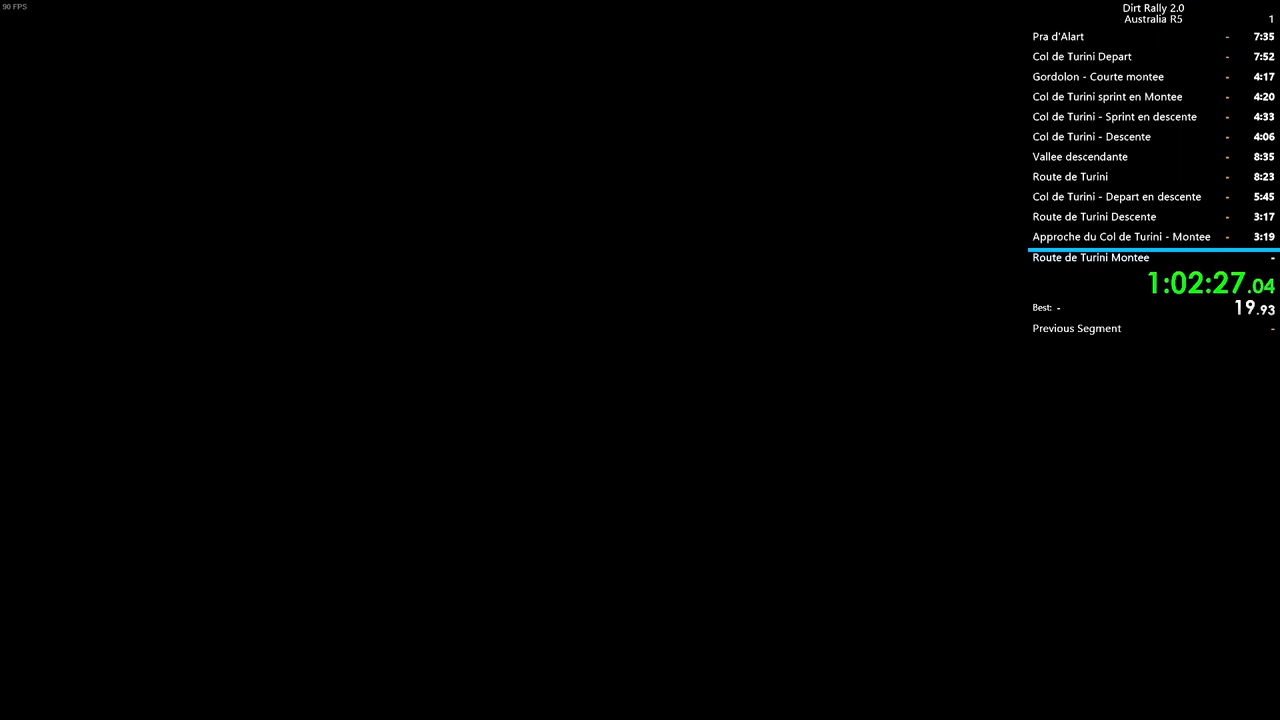 90 FPS
Dirt Rally 2.0
Australia R5 1
Pra d'Alart - 7:35
Col de Turini Depart - 7:52
Gordolon - Courte montee - 4:17
Col de Turini sprint en Montee - 4:20
Col de Turini - Sprint en descente - 4:33
Col de Turini - Descente - 4:06
Vallee descendante - 8:35
Route de Turini - 8:23
Col de Turini - Depart en descente - 5:45
Route de Turini Descente - 3:17
Approche du Col de Turini - Montee - 3:19
Route de Turini Montee -
1:02:27.04
Best: - 19.93
Previous Segment -